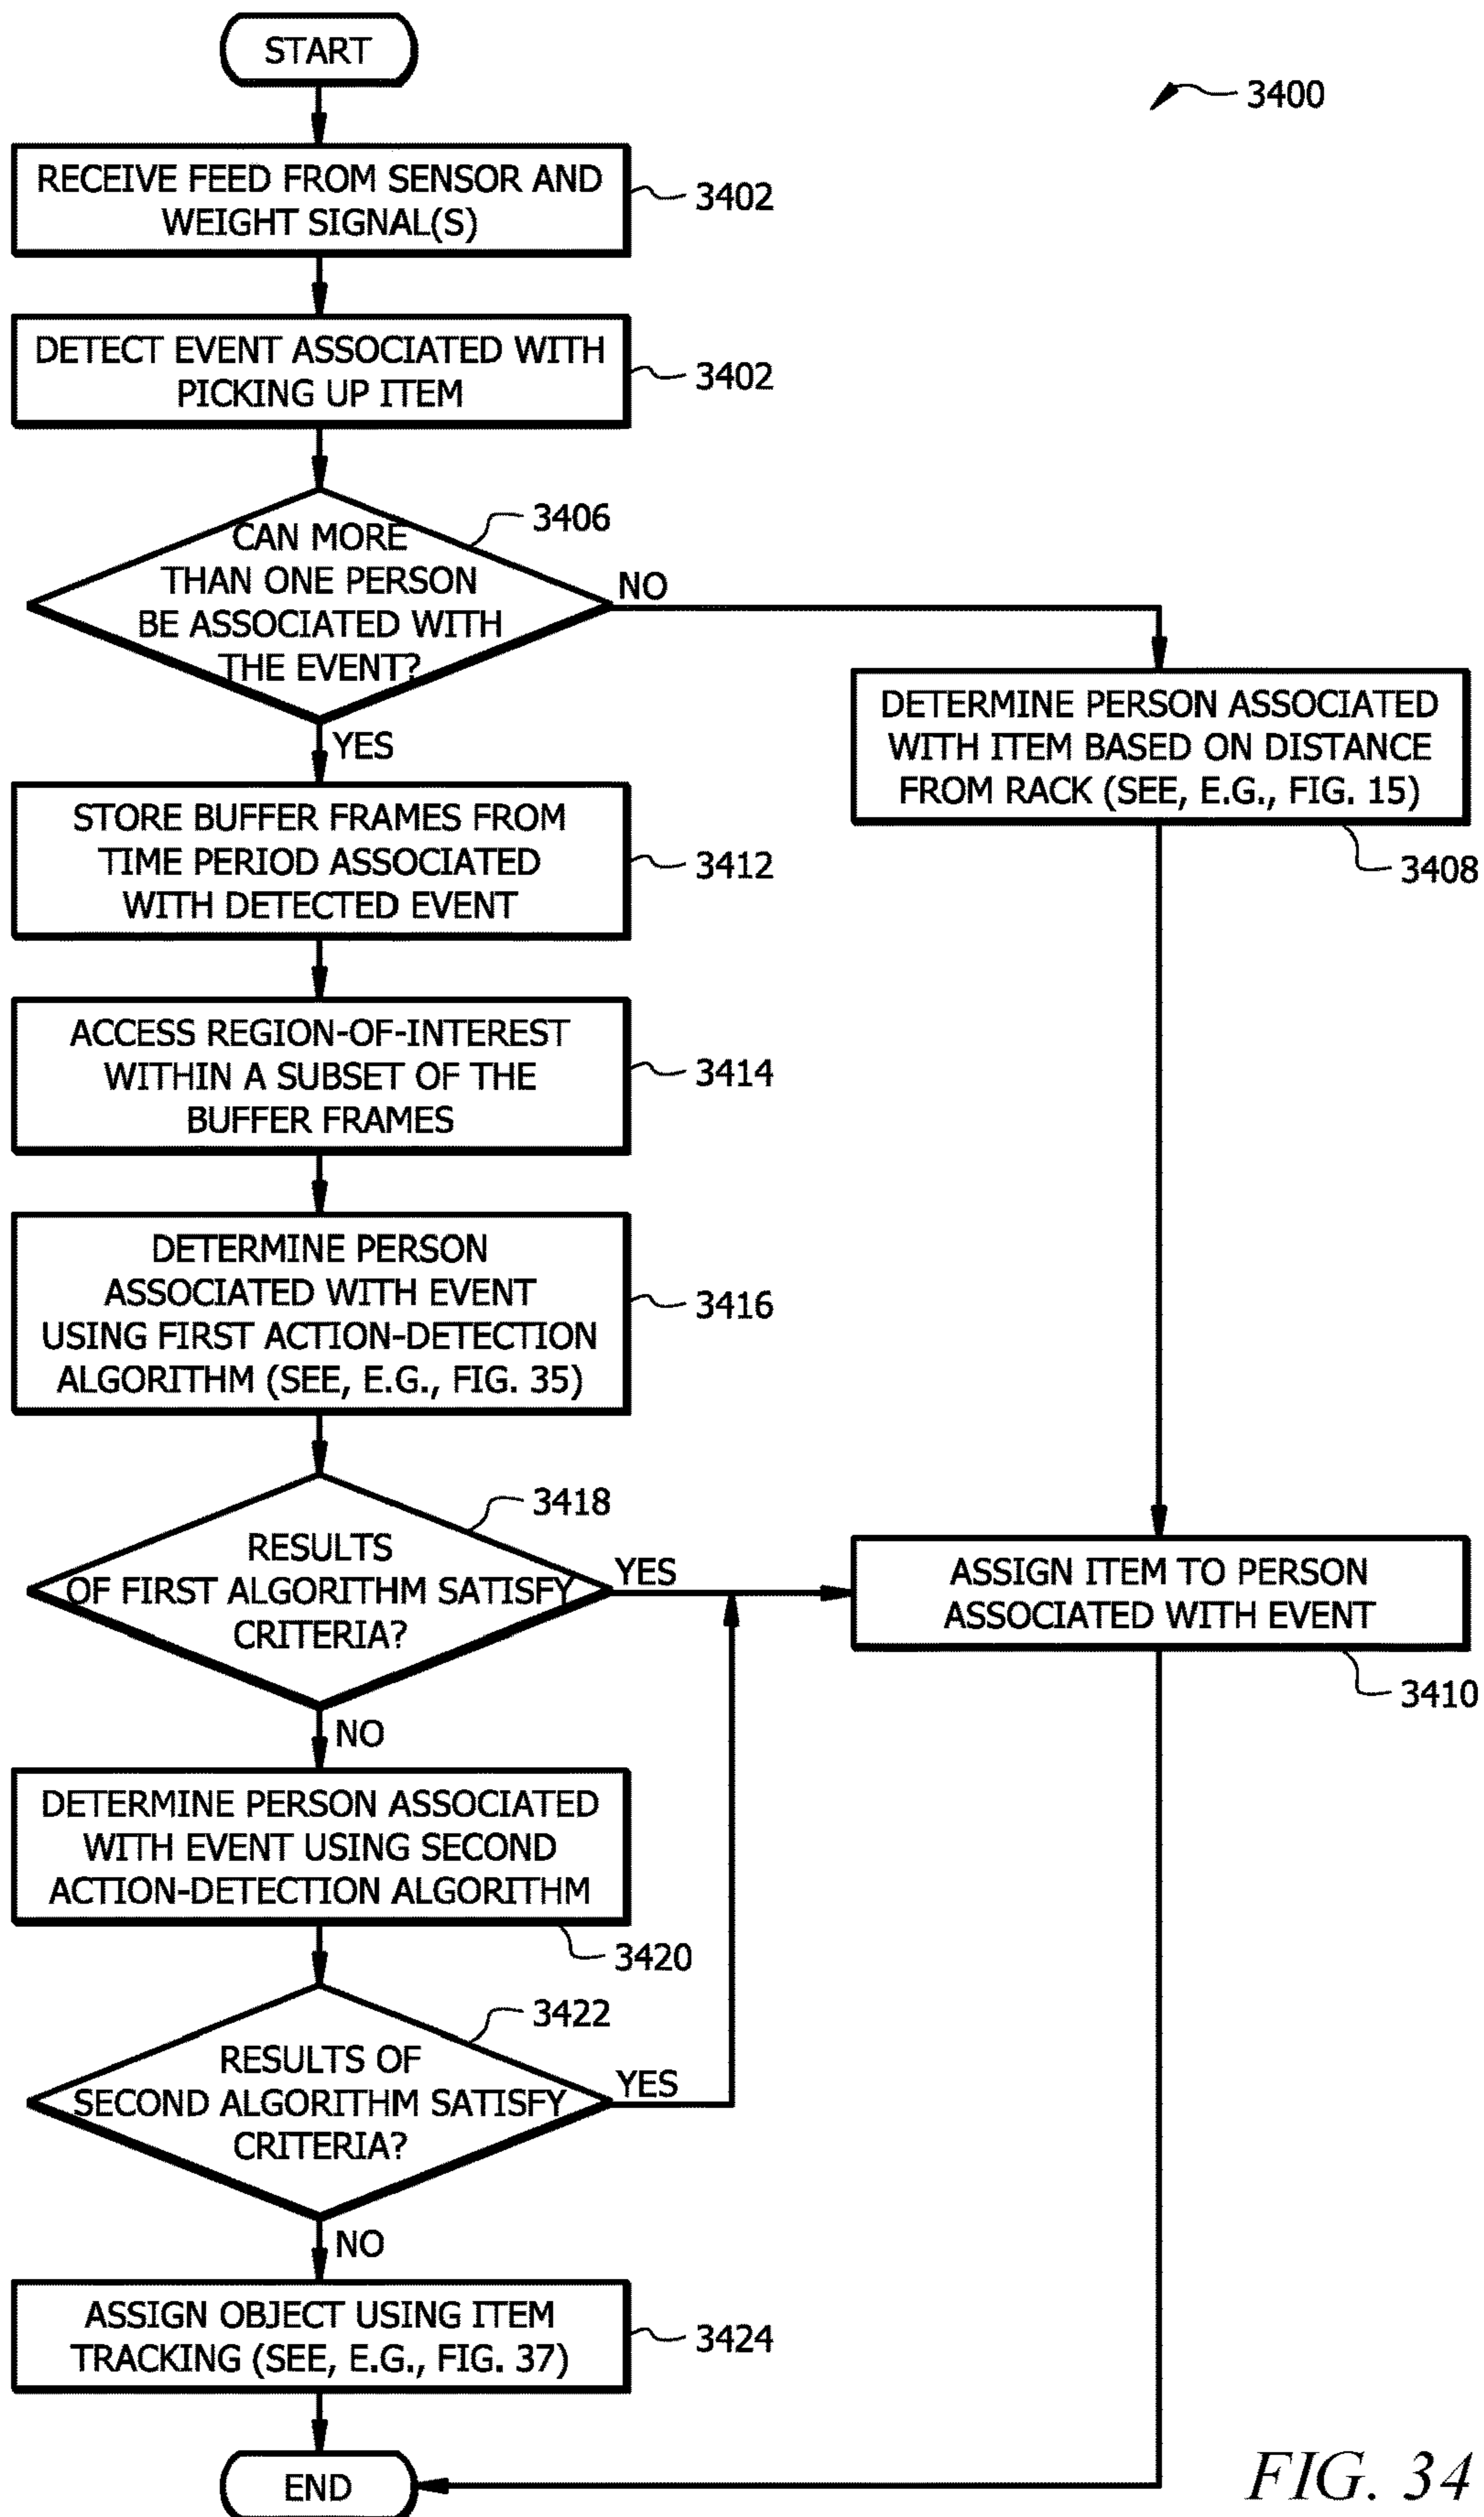 START
3400
RECEIVE FEED FROM SENSOR AND
WEIGHT SIGNAL(S)
3402
DETECT EVENT ASSOCIATED WITH
PICKING UP ITEM
3402
CAN MORE
THAN ONE PERSON
BE ASSOCIATED WITH
THE EVENT?
3406
NO
YES
DETERMINE PERSON ASSOCIATED
WITH ITEM BASED ON DISTANCE
FROM RACK (SEE, E.G., FIG. 15)
3408
STORE BUFFER FRAMES FROM
TIME PERIOD ASSOCIATED
WITH DETECTED EVENT
3412
ACCESS REGION-OF-INTEREST
WITHIN A SUBSET OF THE
BUFFER FRAMES
3414
DETERMINE PERSON
ASSOCIATED WITH EVENT
USING FIRST ACTION-DETECTION
ALGORITHM (SEE, E.G., FIG. 35)
3416
RESULTS
OF FIRST ALGORITHM SATISFY
CRITERIA?
3418
YES
NO
ASSIGN ITEM TO PERSON
ASSOCIATED WITH EVENT
3410
DETERMINE PERSON ASSOCIATED
WITH EVENT USING SECOND
ACTION-DETECTION ALGORITHM
3420
RESULTS OF
SECOND ALGORITHM SATISFY
CRITERIA?
3422
YES
NO
ASSIGN OBJECT USING ITEM
TRACKING (SEE, E.G., FIG. 37)
3424
END
FIG. 34